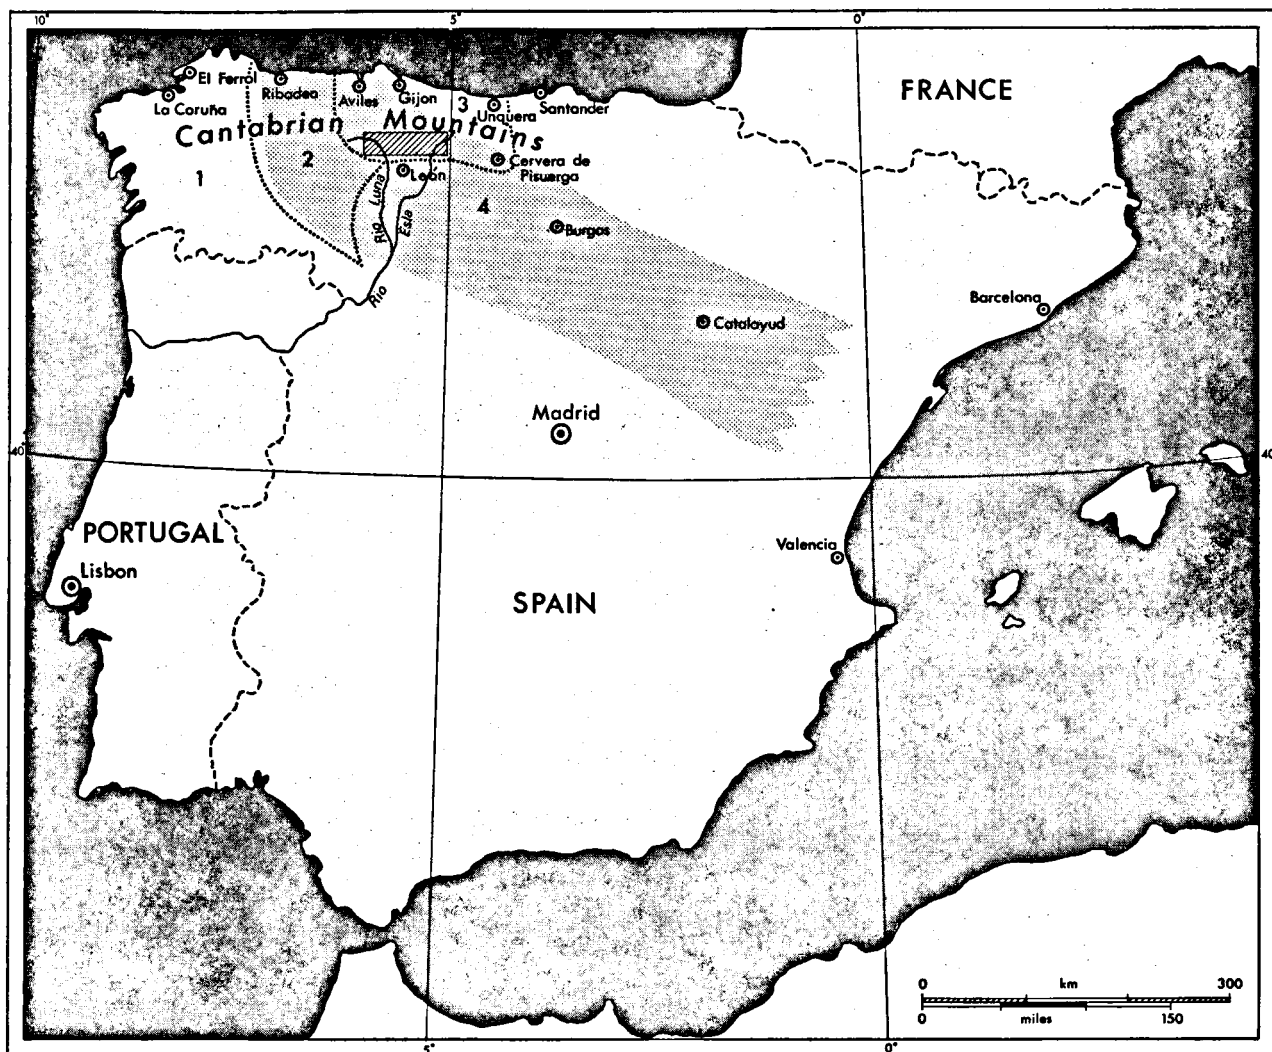 10°
5°
0°
El Ferrol
La Coruña
Ribadeo
Aviles
Gijon
3
Unquera
Santander
FRANCE
Cantabrian Mountains
1
2
León
Cervera de
Pisuerga
Rio Luna
Rio Esla
4
Burgos
Catalayud
Barcelona
Madrid
40°
40
PORTUGAL
Lisbon
Valencia
SPAIN
0 km 300
0 miles 150
5°
0°